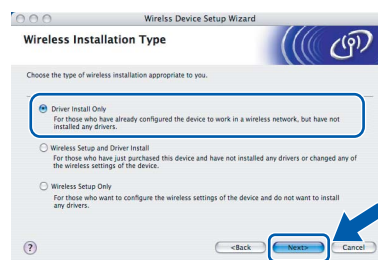 Wirelss Device Setup Wizard
Wireless Installation Type
Choose the type of wireless installation appropriate to you.
Driver Install Only
For those who have already configured the device to work in a wireless network, but have not
installed any drivers.
Wireless Setup and Driver Install
For those who have just purchased this device and have not installed any drivers or changed any of
the wireless settings of the device.
Wireless Setup Only
For those who want to configure the wireless settings of the device and do not want to install
any drivers.
?
<Back
Next>
Cancel